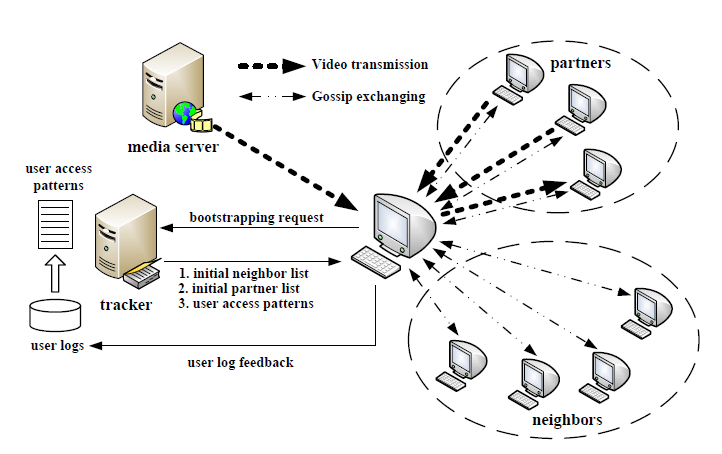 Video transmission
Gossip exchanging
partners
media server
user access
patterns
bootstrapping request
1. initial neighbor list
2. initial partner list
3. user access patterns
tracker
user logs
user log feedback
neighbors